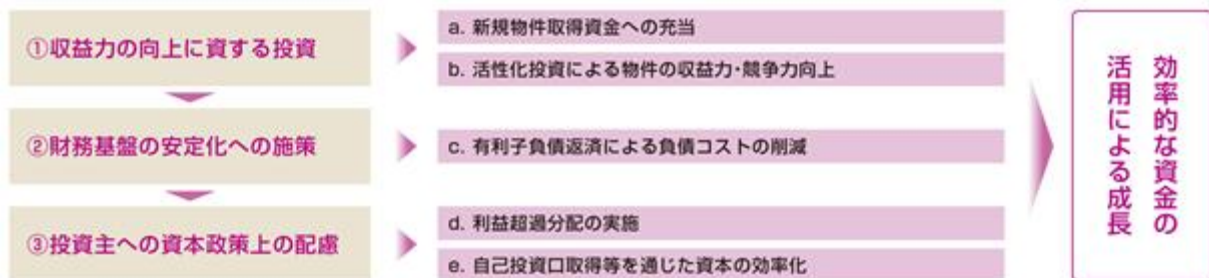 ①収益力の向上に資する投資
a. 新規物件取得資金への充当
b. 活性化投資による物件の収益力・競争力向上
②財務基盤の安定化への施策
c. 有利子負債返済による負債コストの削減
③投資主への資本政策上の配慮
d. 利益超過分配の実施
e. 自己投資口取得等を通じた資本の効率化
効率的な資金の
活用による成長